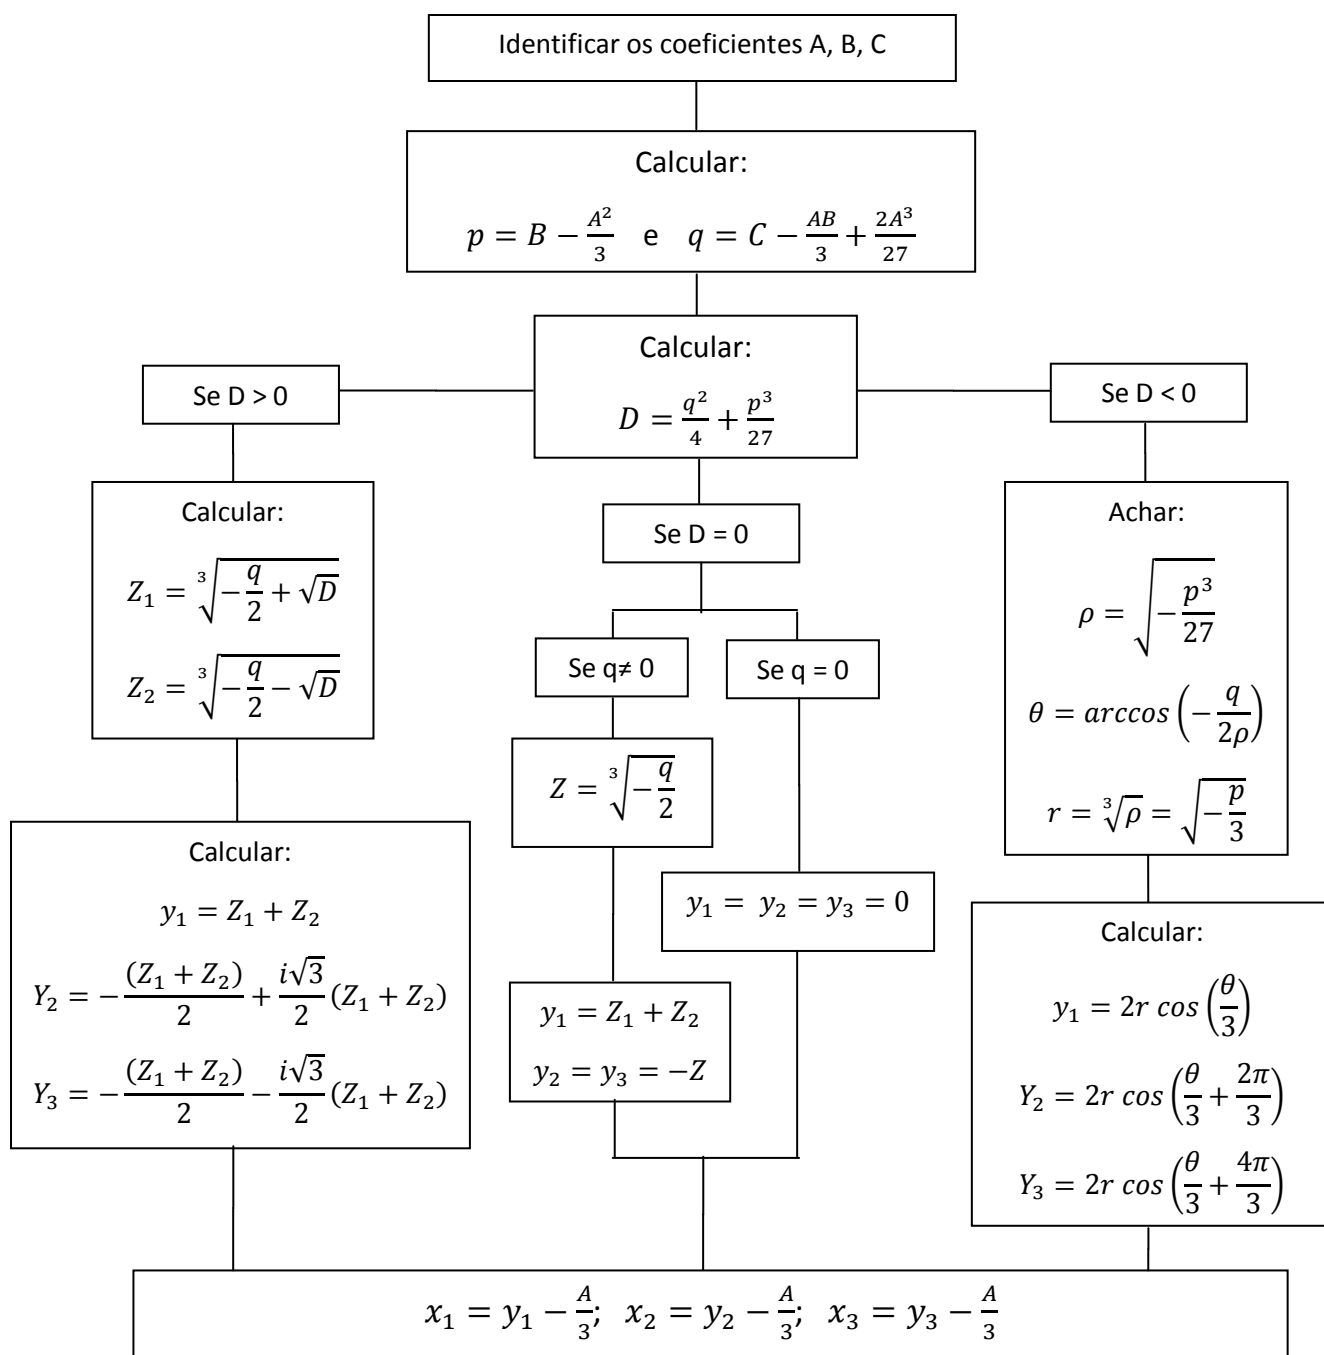 Identificar os coeficientes A, B, C
Calcular:
p = B − A²/3 e q = C − AB/3 + 2A³/27
Calcular:
D = q²/4 + p³/27
Se D > 0
Calcular:
Z₁ = ∛(−q/2 + √D)
Z₂ = ∛(−q/2 − √D)
Calcular:
y₁ = Z₁ + Z₂
Y₂ = −(Z₁ + Z₂)/2 + i√3/2 (Z₁ + Z₂)
Y₃ = −(Z₁ + Z₂)/2 − i√3/2 (Z₁ + Z₂)
Se D = 0
Se q≠ 0
Z = ∛(−q/2)
y₁ = Z₁ + Z₂
y₂ = y₃ = −Z
Se q = 0
y₁ = y₂ = y₃ = 0
Se D < 0
Achar:
ρ = √(−p³/27)
θ = arccos(−q/2ρ)
r = ∛ρ = √(−p/3)
Calcular:
y₁ = 2r cos(θ/3)
Y₂ = 2r cos(θ/3 + 2π/3)
Y₃ = 2r cos(θ/3 + 4π/3)
x₁ = y₁ − A/3; x₂ = y₂ − A/3; x₃ = y₃ − A/3